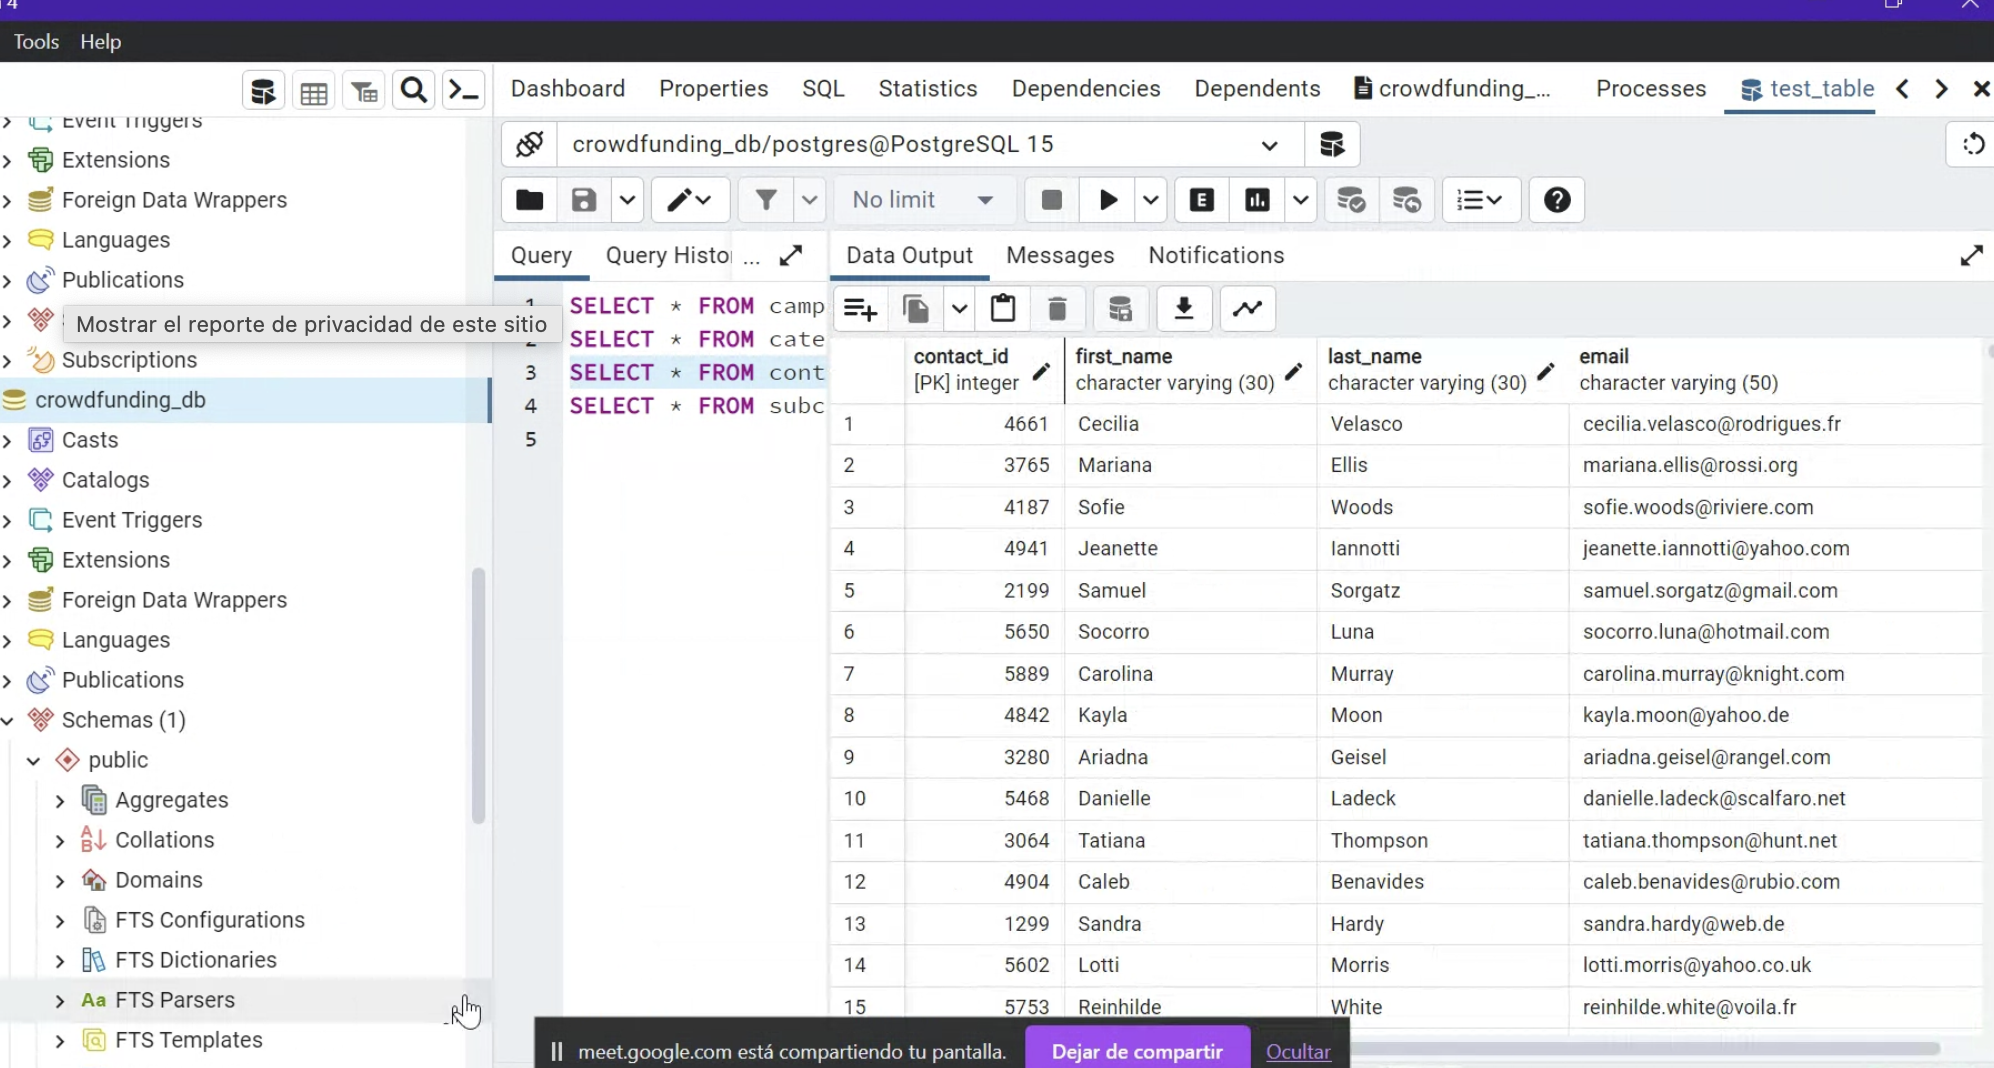 4
Tools Help
Dashboard Properties SQL Statistics Dependencies Dependents crowdfunding_... Processes test_table
Event Triggers
Extensions
Foreign Data Wrappers
Languages
Publications
Mostrar el reporte de privacidad de este sitio
Subscriptions
crowdfunding_db
Casts
Catalogs
Event Triggers
Extensions
Foreign Data Wrappers
Languages
Publications
Schemas (1)
public
Aggregates
Collations
Domains
FTS Configurations
FTS Dictionaries
Aa FTS Parsers
FTS Templates
crowdfunding_db/postgres@PostgreSQL 15
No limit
E
Query Query Histo ...
1 SELECT * FROM camp
2 SELECT * FROM cate
3 SELECT * FROM cont
4 SELECT * FROM subc
5
Data Output Messages Notifications
contact_id first_name last_name email
[PK] integer character varying (30) character varying (30) character varying (50)
1 4661 Cecilia Velasco cecilia.velasco@rodrigues.fr
2 3765 Mariana Ellis mariana.ellis@rossi.org
3 4187 Sofie Woods sofie.woods@riviere.com
4 4941 Jeanette Iannotti jeanette.iannotti@yahoo.com
5 2199 Samuel Sorgatz samuel.sorgatz@gmail.com
6 5650 Socorro Luna socorro.luna@hotmail.com
7 5889 Carolina Murray carolina.murray@knight.com
8 4842 Kayla Moon kayla.moon@yahoo.de
9 3280 Ariadna Geisel ariadna.geisel@rangel.com
10 5468 Danielle Ladeck danielle.ladeck@scalfaro.net
11 3064 Tatiana Thompson tatiana.thompson@hunt.net
12 4904 Caleb Benavides caleb.benavides@rubio.com
13 1299 Sandra Hardy sandra.hardy@web.de
14 5602 Lotti Morris lotti.morris@yahoo.co.uk
15 5753 Reinhilde White reinhilde.white@voila.fr
meet.google.com está compartiendo tu pantalla. Dejar de compartir Ocultar